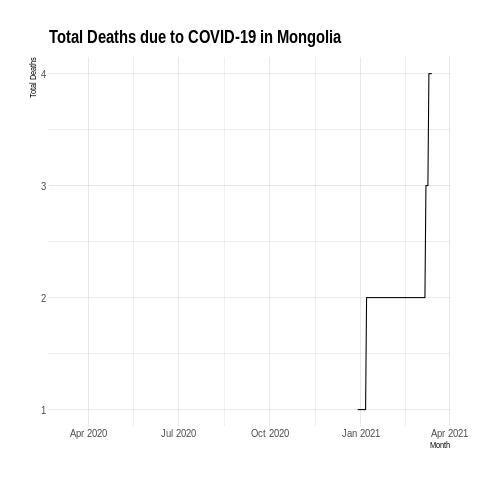 Total Deaths due to COVID-19 in Mongolia
Total Deaths
4
3
2
1
Apr 2020 Jul 2020 Oct 2020 Jan 2021 Apr 2021
Month